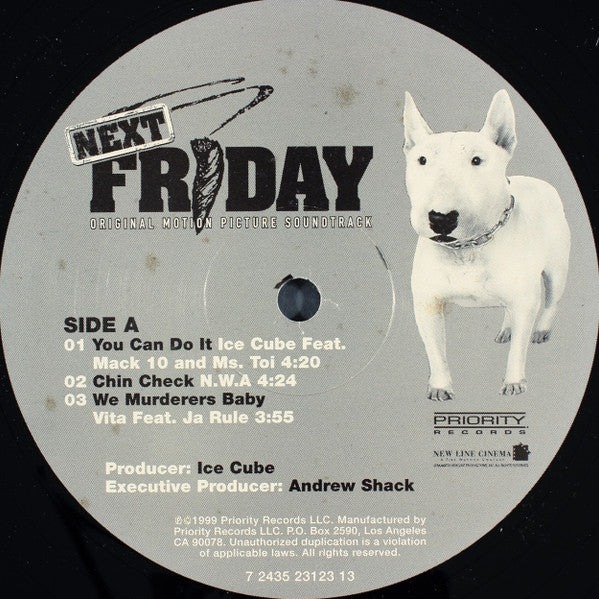 NEXT
FRIDAY
ORIGINAL MOTION PICTURE SOUNDTRACK
SIDE A
01 You Can Do It Ice Cube Feat.
Mack 10 and Ms. Toi 4:20
02 Chin Check N.W.A 4:24
03 We Murderers Baby
Vita Feat. Ja Rule 3:55
PRIORITY
RECORDS
NEW LINE CINEMA
Producer: Ice Cube
Executive Producer: Andrew Shack
℗©1999 Priority Records LLC. Manufactured by
Priority Records LLC. P.O. Box 2590, Los Angeles
CA 90078. Unauthorized duplication is a violation
of applicable laws. All rights reserved.
7 2435 23123 13